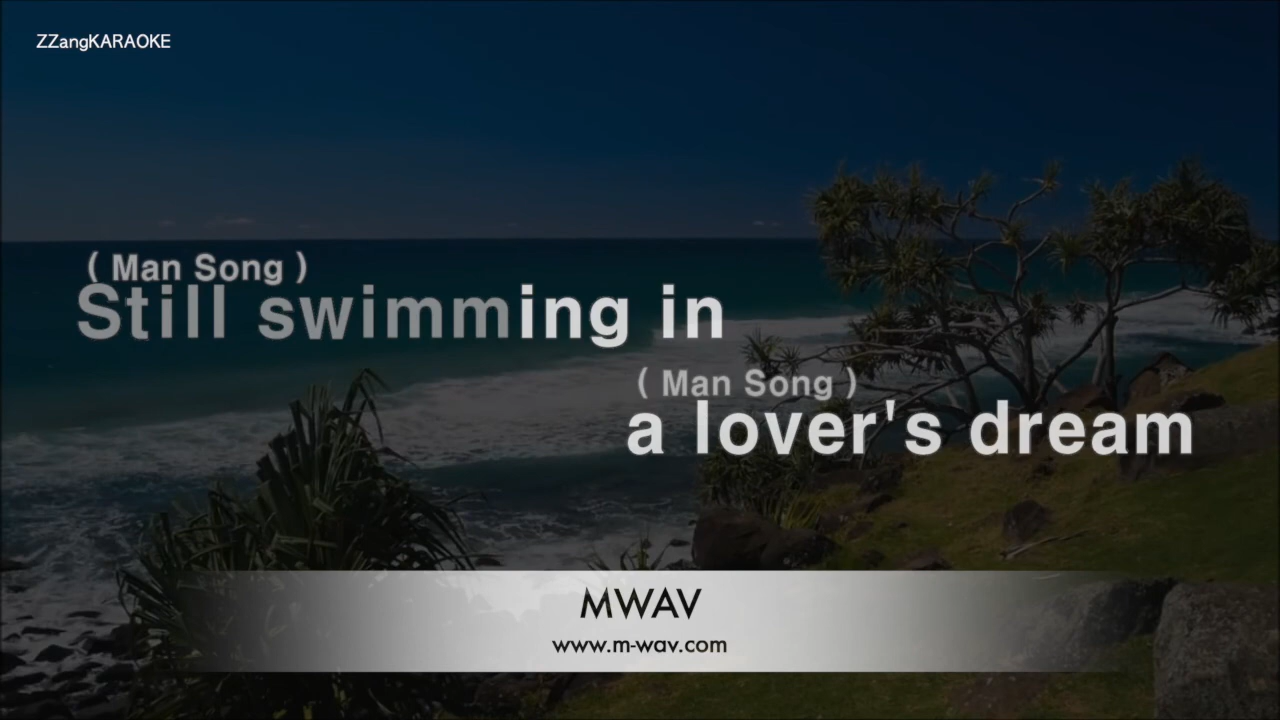 ZZangKARAOKE
( Man Song )
Still swimming in
( Man Song )
a lover's dream
MWAV
www.m-wav.com